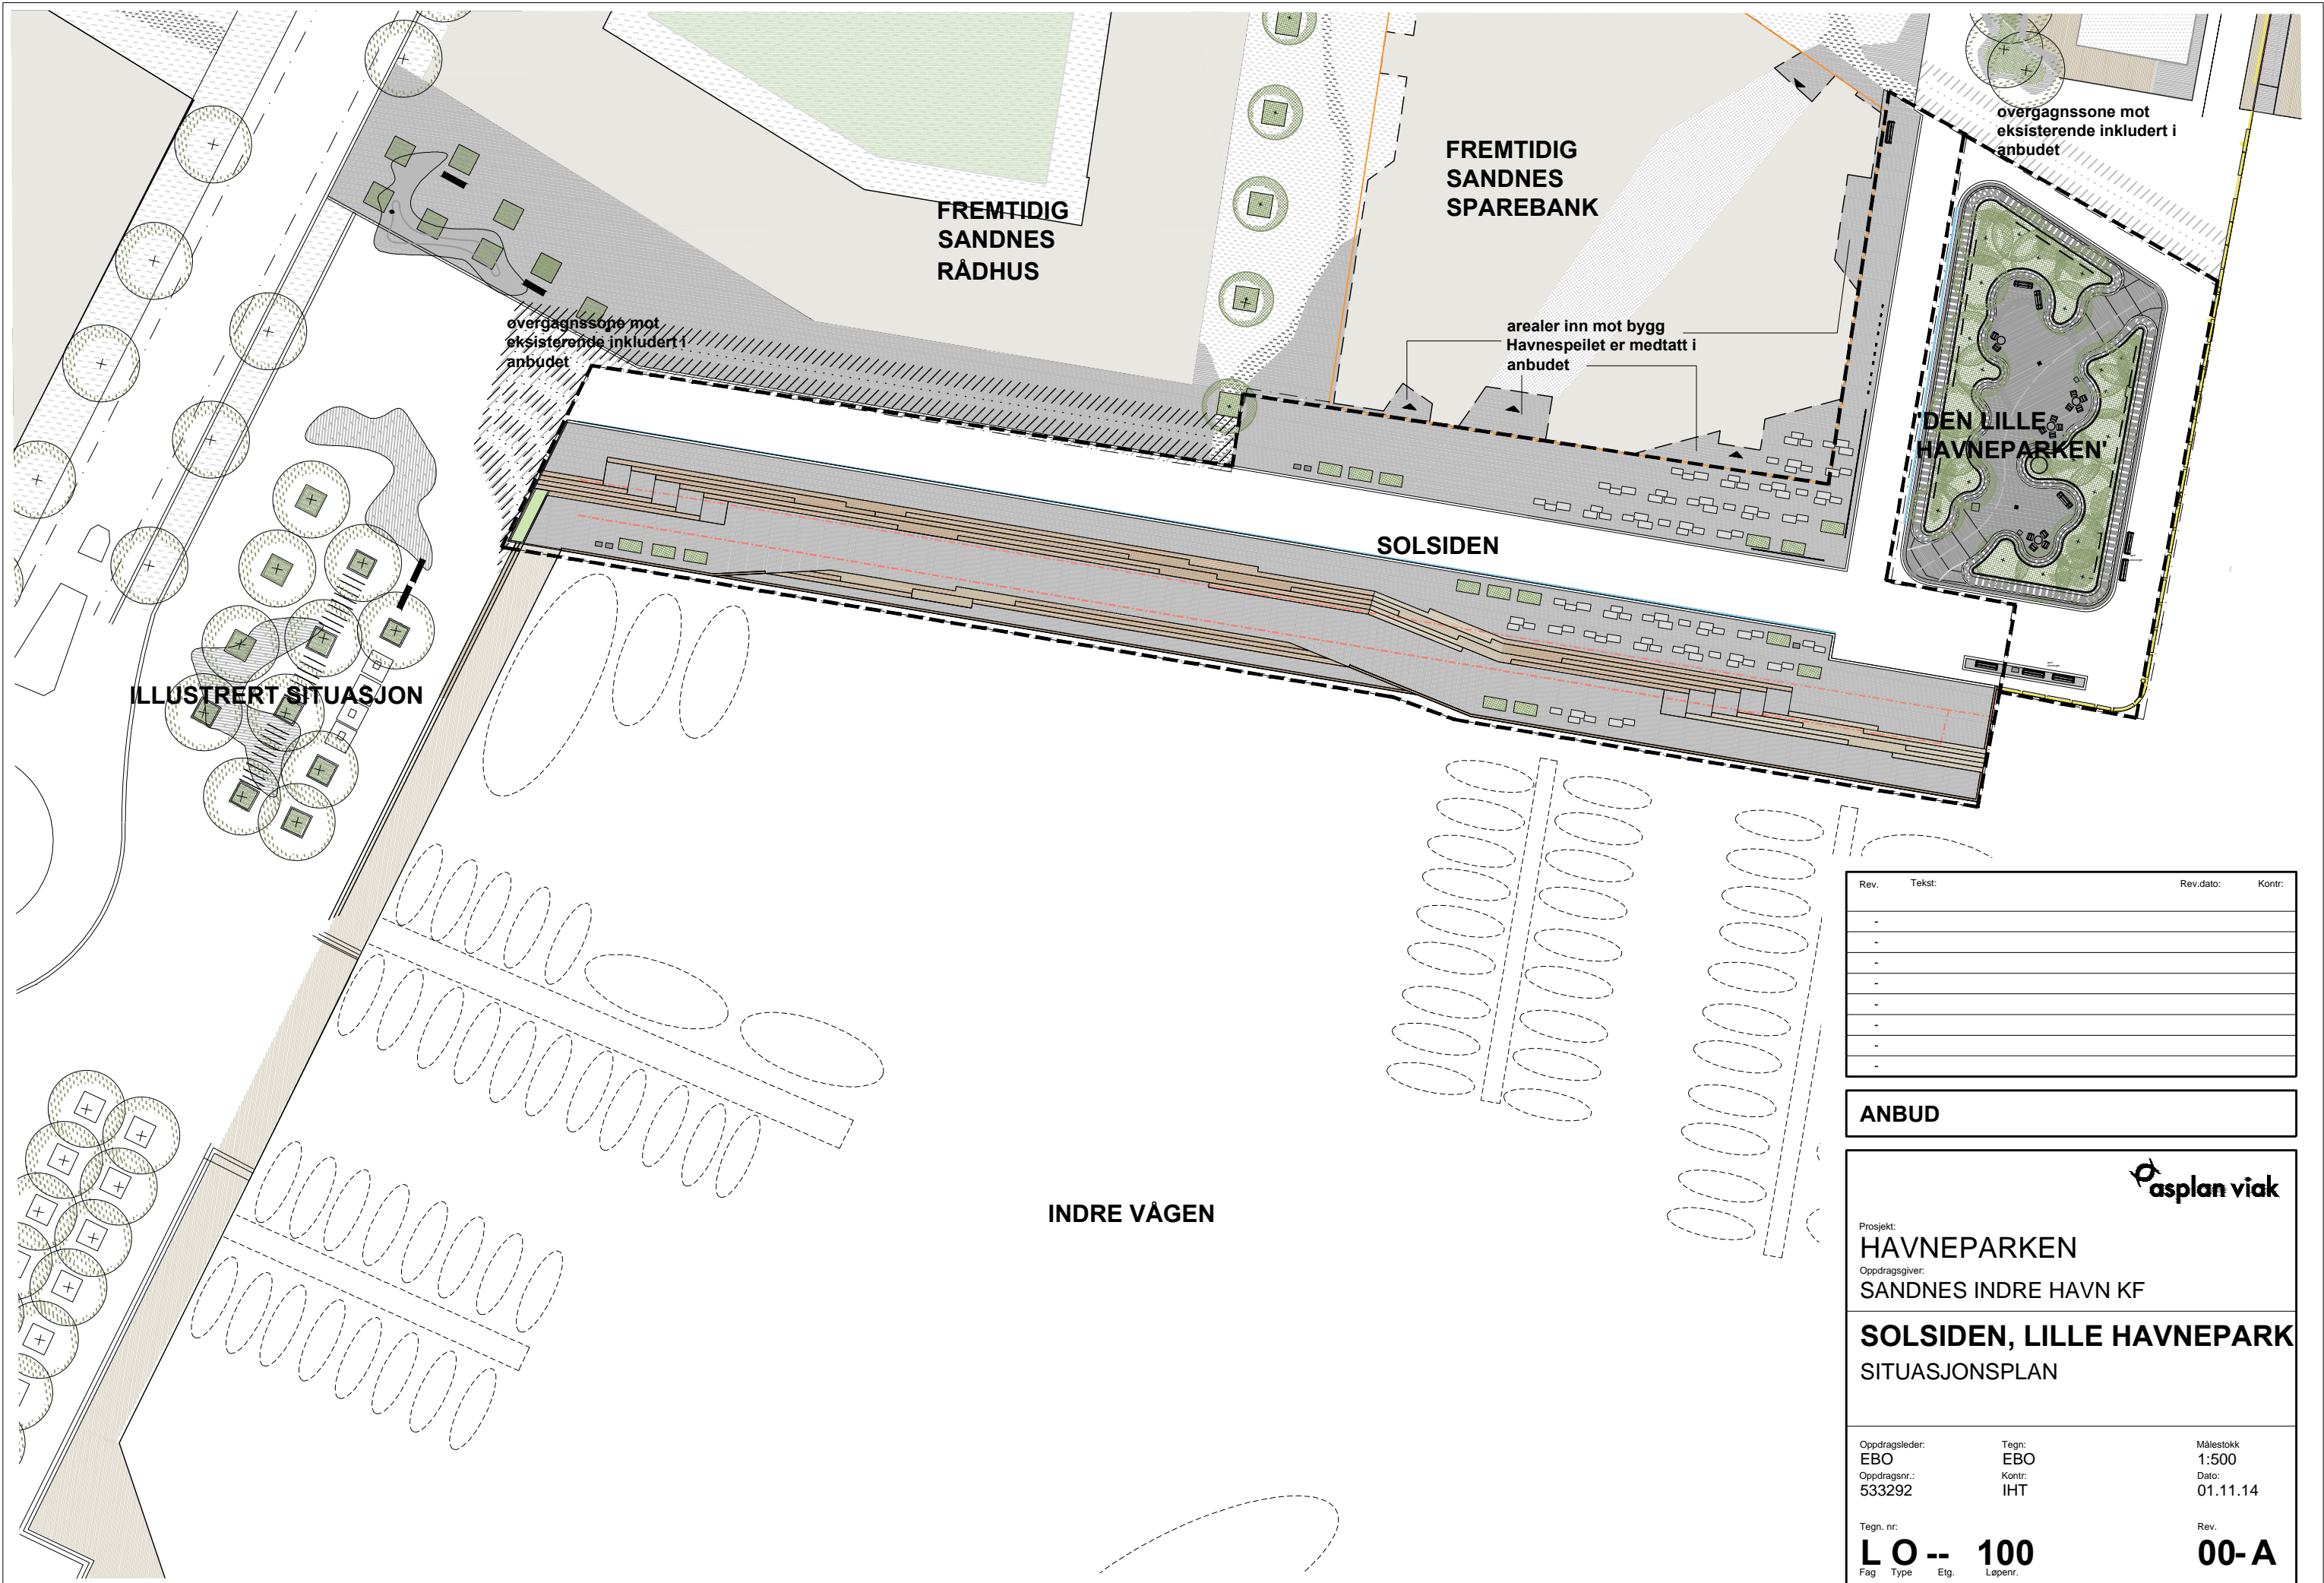 overgagnssone mot
eksisterende inkludert i
anbudet
FREMTIDIG
SANDNES
SPAREBANK
FREMTIDIG
SANDNES
RÅDHUS
overgagnssone mot
eksisterende inkludert i
anbudet
arealer inn mot bygg
Havnespeilet er medtatt i
anbudet
'DEN LILLE
HAVNEPARKEN'
SOLSIDEN
ILLUSTRERT SITUASJON
INDRE VÅGEN
Rev. Tekst: Rev.dato: Kontr:
-
-
-
-
-
-
-
-
ANBUD
asplan viak
Prosjekt:
HAVNEPARKEN
Oppdragsgiver:
SANDNES INDRE HAVN KF
SOLSIDEN, LILLE HAVNEPARK
SITUASJONSPLAN
Oppdragsleder: Tegn: Målestokk
EBO EBO 1:500
Oppdragsnr.: Kontr: Dato:
533292 IHT 01.11.14
Tegn. nr: Rev.
L O -- 100 00- A
Fag Type Etg. Løpenr.